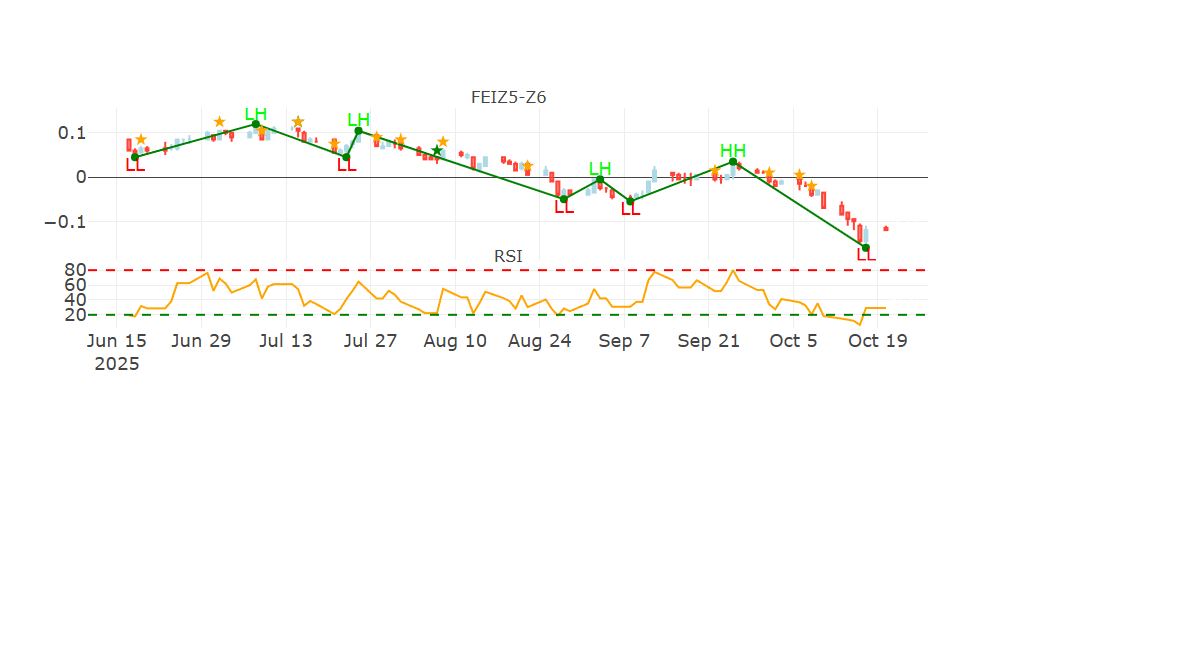 FEIZ5-Z6
LH
LH
0.1
LL
LL
HH
LH
0
LL
LL
−0.1
LL
RSI
80
60
40
20
Jun 15 Jun 29 Jul 13 Jul 27 Aug 10 Aug 24 Sep 7 Sep 21 Oct 5 Oct 19
2025